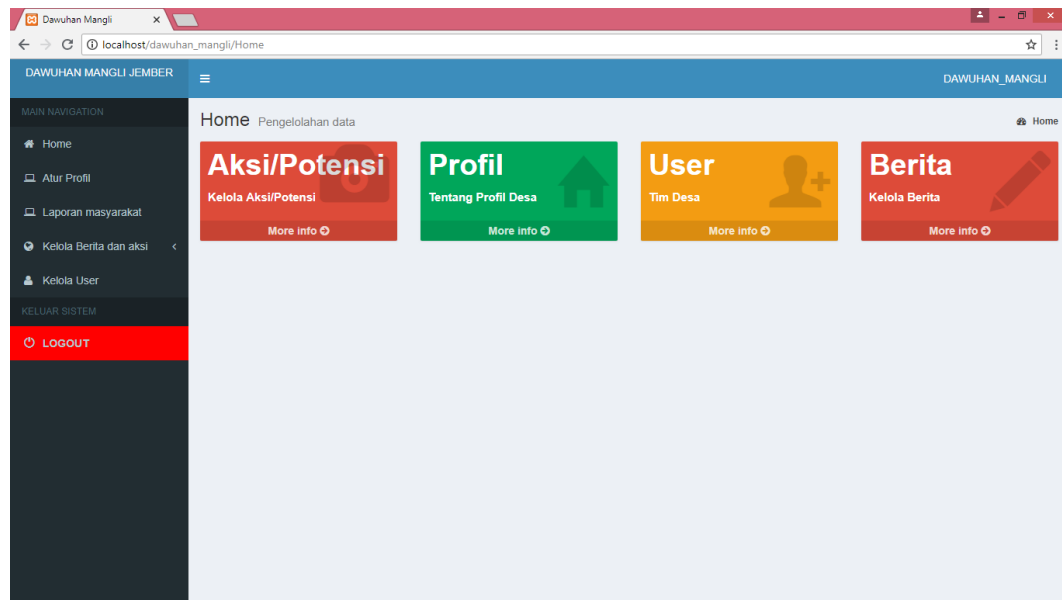 Dawuhan Mangli
localhost/dawuhan_mangli/Home
DAWUHAN MANGLI JEMBER
DAWUHAN_MANGLI
MAIN NAVIGATION
Home
Atur Profil
Laporan masyarakat
Kelola Berita dan aksi
Kelola User
KELUAR SISTEM
LOGOUT
Home Pengelolahan data
Home
Aksi/Potensi
Kelola Aksi/Potensi
More info
Profil
Tentang Profil Desa
More info
User
Tim Desa
More info
Berita
Kelola Berita
More info